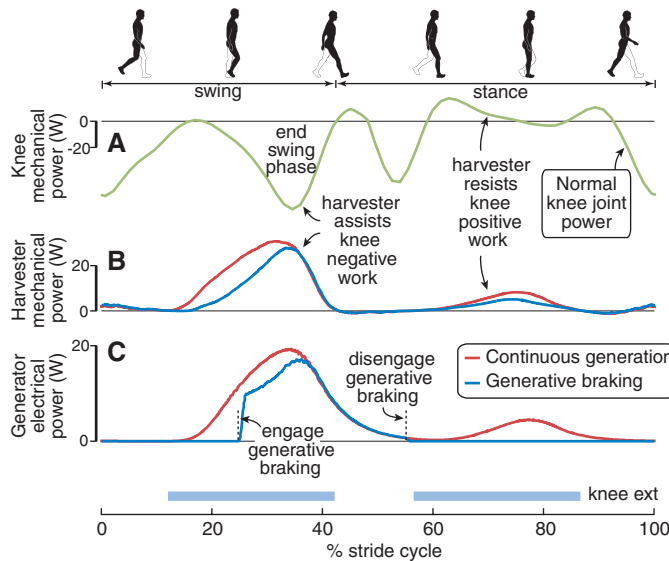 swing
stance
Knee
mechanical
power (W)
0
-20
A
end
swing
phase
harvester
assists
knee
negative
work
harvester
resists
knee
positive
work
Normal
knee joint
power
Harvester
mechanical
power (W)
20
0
B
Generator
electrical
power (W)
20
0
C
engage
generative
braking
disengage
generative
braking
Continuous generation
Generative braking
knee ext
0 20 40 60 80 100
% stride cycle